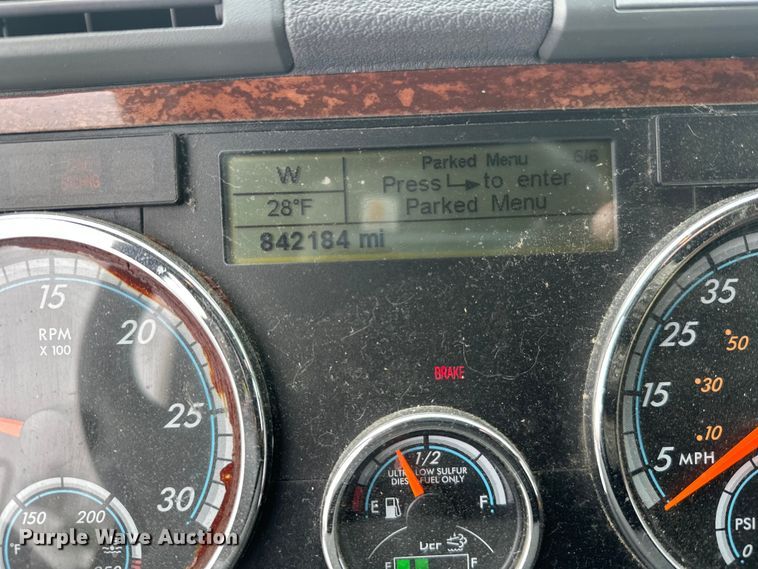 W
28°F
842184 mi
Parked Menu 6/6
Press to enter
Parked Menu
15
20
25
30
RPM
X 100
150
200
250
°F
BRAKE
1/2
ULTRA LOW SULFUR
DIESEL FUEL ONLY
E
F
DEF
E
F
35
25
15
5 MPH
50
30
10
PSI
0
Purple Wave Auction